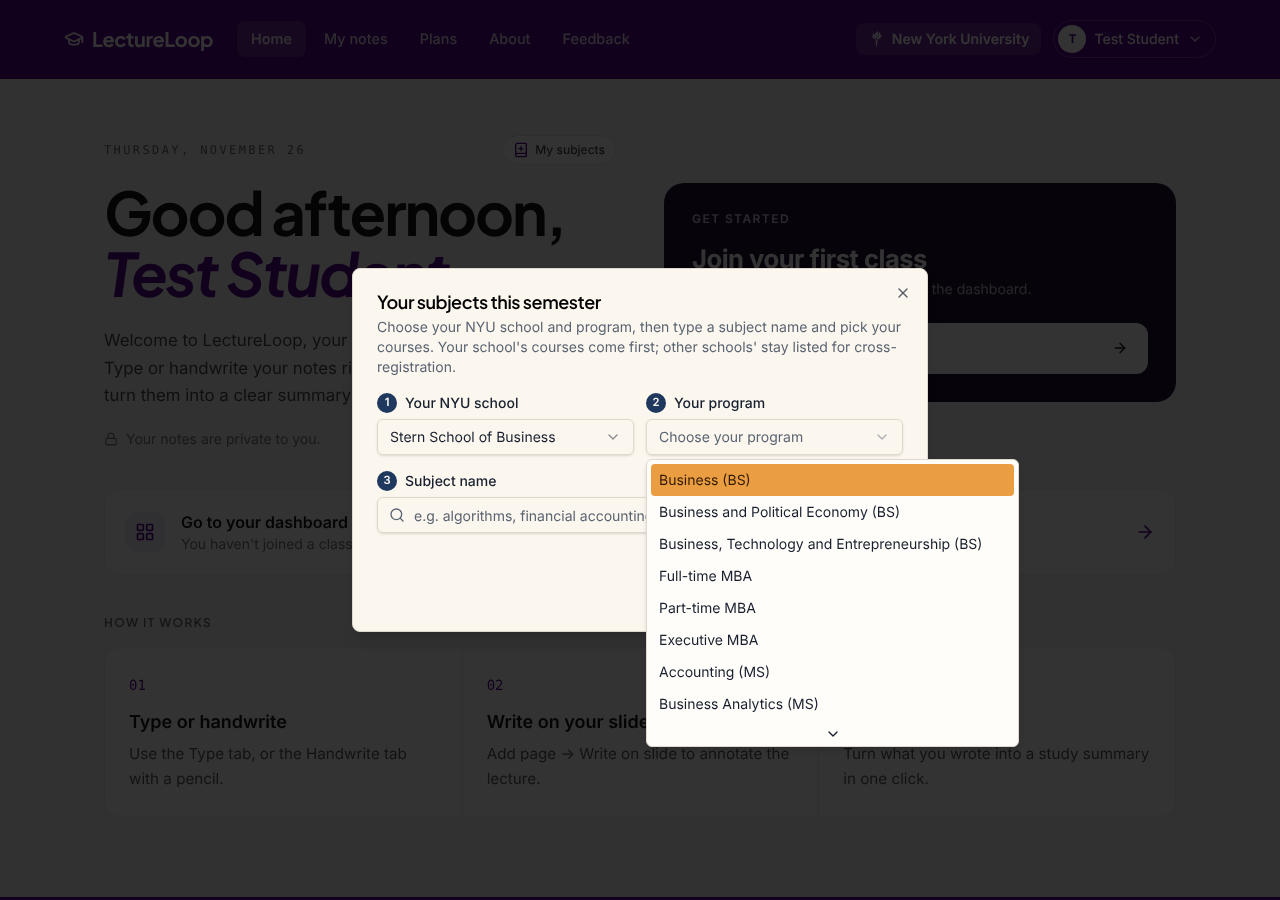 LectureLoop
Home
My notes
Plans
About
Feedback
New York University
T
Test Student
THURSDAY, NOVEMBER 26
My subjects
Good afternoon,
Test Student
Welcome to LectureLoop, your
Type or handwrite your notes
turn them into a clear summary
Your notes are private to you.
GET STARTED
Join your first class
the dashboard.
Go to your dashboard
You haven't joined a class
HOW IT WORKS
01
Type or handwrite
Use the Type tab, or the Handwrite tab
with a pencil.
02
Write on your slide
Add page → Write on slide to annotate the
lecture.
Turn what you wrote into a study summary
in one click.
Your subjects this semester
Choose your NYU school and program, then type a subject name and pick your
courses. Your school's courses come first; other schools' stay listed for cross-
registration.
1 Your NYU school
Stern School of Business
2 Your program
Choose your program
3 Subject name
e.g. algorithms, financial accounting
Business (BS)
Business and Political Economy (BS)
Business, Technology and Entrepreneurship (BS)
Full-time MBA
Part-time MBA
Executive MBA
Accounting (MS)
Business Analytics (MS)